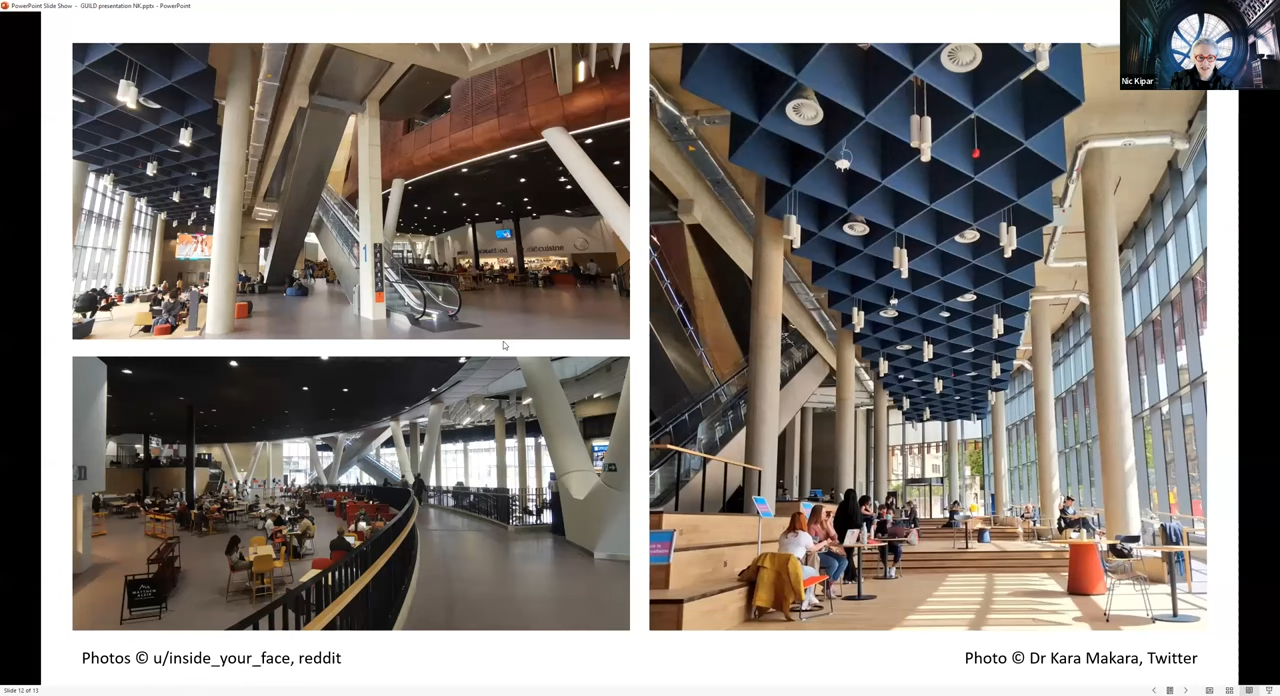 PowerPoint Slide Show - GUILD presentation NK.pptx - PowerPoint
Nic Kipar
MATTHEW
Photos © u/inside_your_face, reddit
Photo © Dr Kara Makara, Twitter
Slide 12 of 13